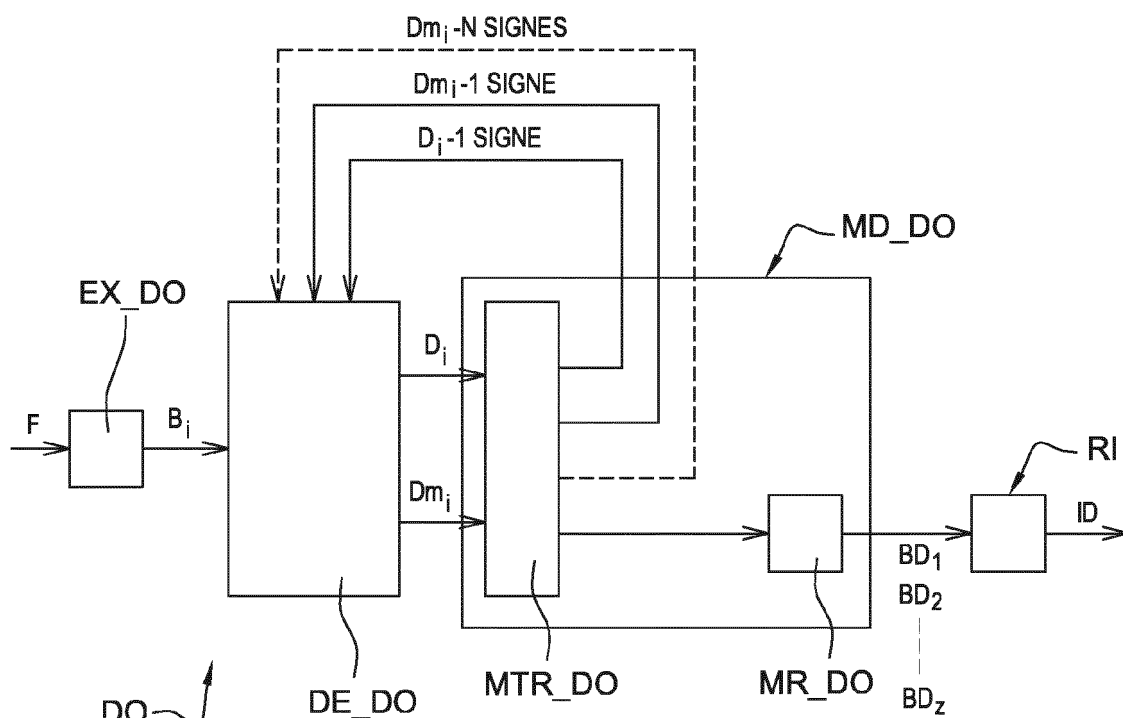 Dmᵢ-N SIGNES
Dmᵢ-1 SIGNE
Dᵢ-1 SIGNE
MD_DO
EX_DO
Dᵢ
F
Bᵢ
RI
Dmᵢ
ID
BD₁
BD₂
MTR_DO
MR_DO
DE_DO
BD_z
DO